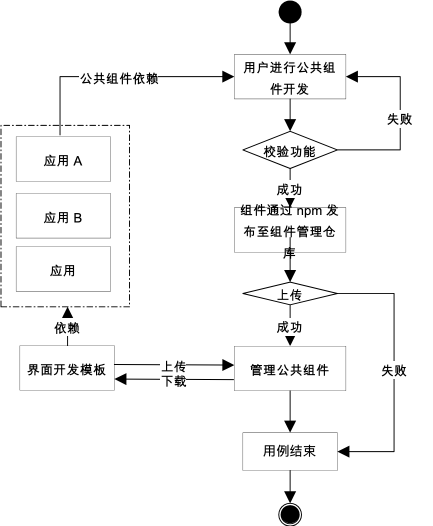 用户进行公共组
件开发
公共组件依赖
失败
应用 A
校验功能
成功
应用 B
组件通过 npm 发
布至组件管理仓
库
应用
上传
依赖
成功
界面开发模板
上传
下载
管理公共组件
失败
用例结束